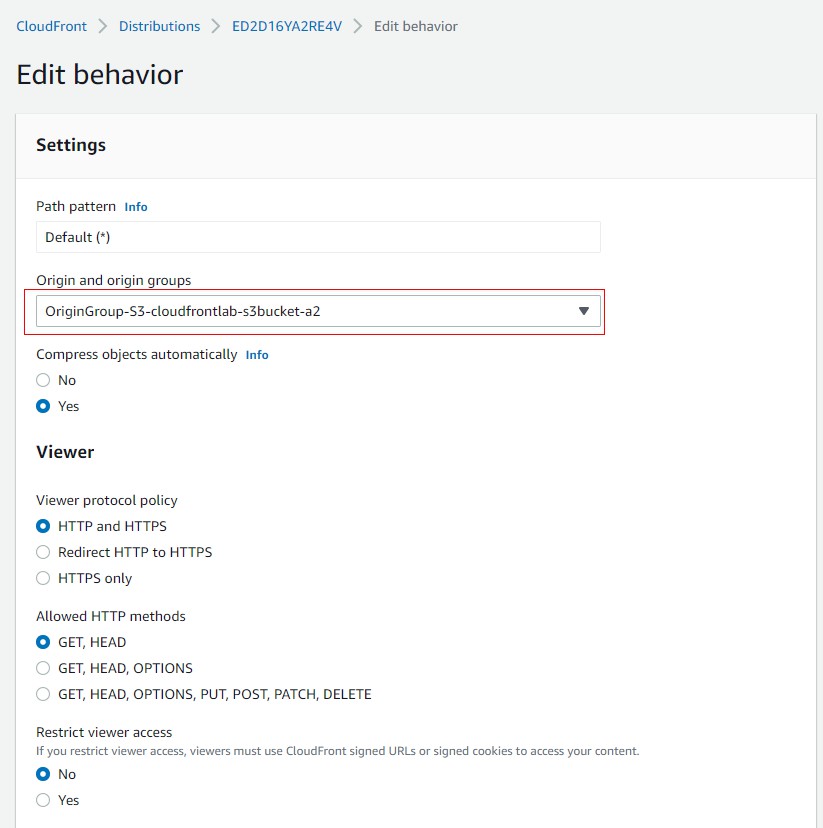 CloudFront > Distributions > ED2D16YA2RE4V > Edit behavior
Edit behavior
Settings
Path pattern Info
Default (*)
Origin and origin groups
OriginGroup-S3-cloudfrontlab-s3bucket-a2
Compress objects automatically Info
No
Yes
Viewer
Viewer protocol policy
HTTP and HTTPS
Redirect HTTP to HTTPS
HTTPS only
Allowed HTTP methods
GET, HEAD
GET, HEAD, OPTIONS
GET, HEAD, OPTIONS, PUT, POST, PATCH, DELETE
Restrict viewer access
If you restrict viewer access, viewers must use CloudFront signed URLs or signed cookies to access your content.
No
Yes